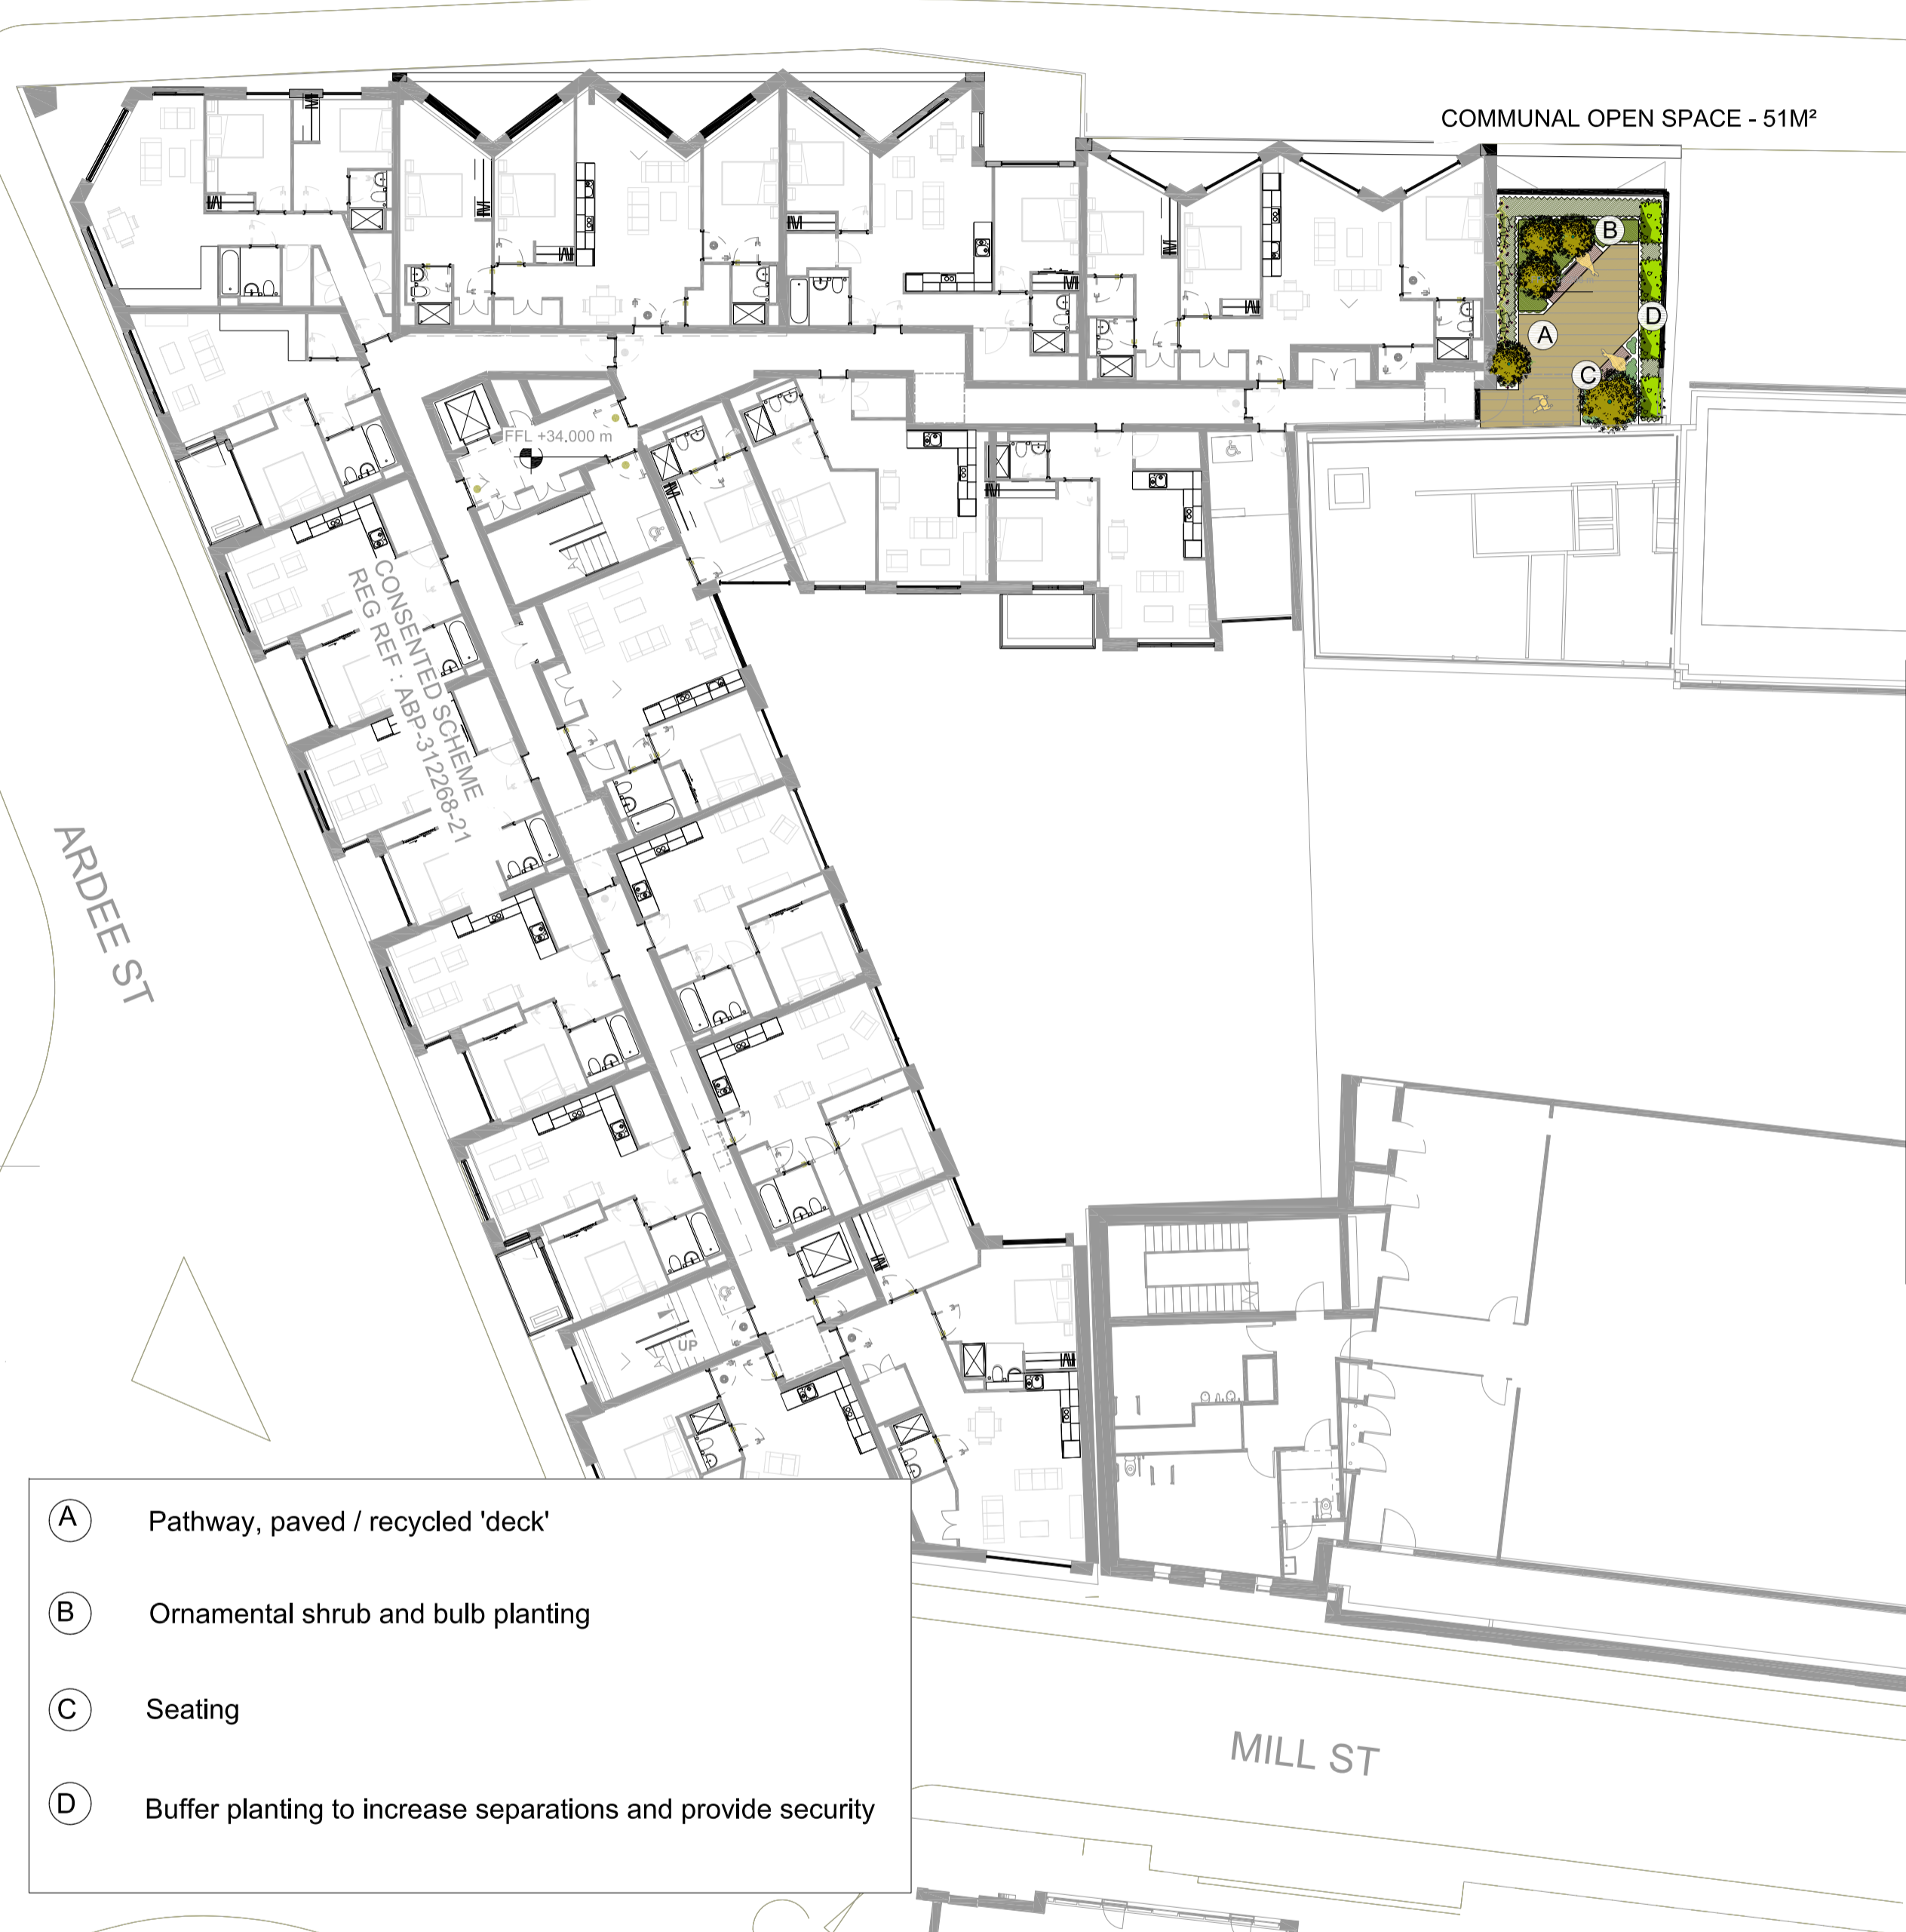 COMMUNAL OPEN SPACE - 51M²
B
D
A
C
FFL +34.000 m
CONSENTED SCHEME
REG REF : ABP-312268-21
ARDEE ST
UP
A Pathway, paved / recycled 'deck'
B Ornamental shrub and bulb planting
C Seating
D Buffer planting to increase separations and provide security
MILL ST